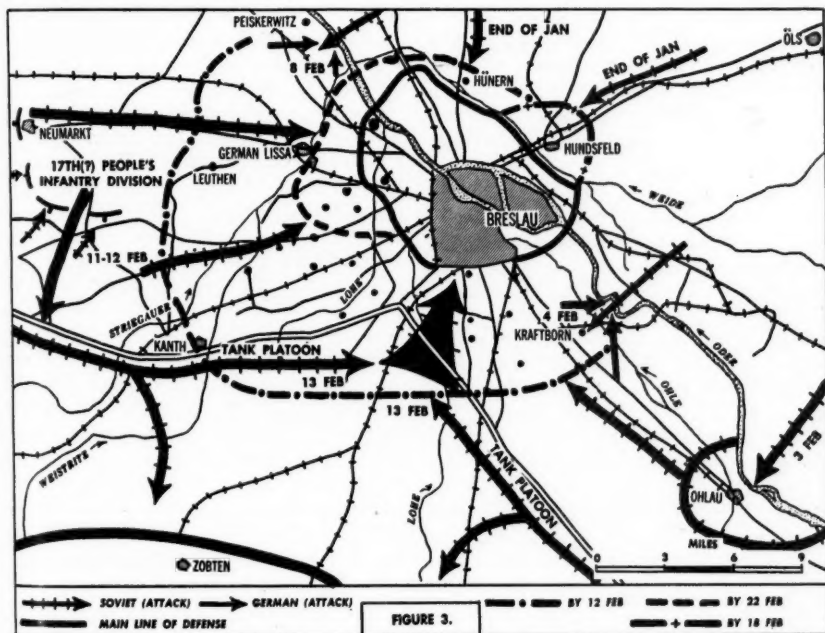 PEISKERWITZ
END OF JAN
ÖLS
8 FEB
HÜNERN
END OF JAN
NEUMARKT
GERMAN LISSA
HUNDSFELD
17TH(?) PEOPLE'S
INFANTRY DIVISION
LEUTHEN
WEIDE
BRESLAU
11-12 FEB
STRIEGAUER
LOHE
4 FEB
KRAFTBORN
KANTH
TANK PLATOON
ODER
13 FEB
OHLE
13 FEB
3 FEB
WEISTRITZ
TANK PLATOON
LOHE
OHLAU
MILES
ZOBTEN
0 3 6 9
SOVIET (ATTACK) GERMAN (ATTACK) FIGURE 3. BY 12 FEB BY 22 FEB
MAIN LINE OF DEFENSE BY 18 FEB